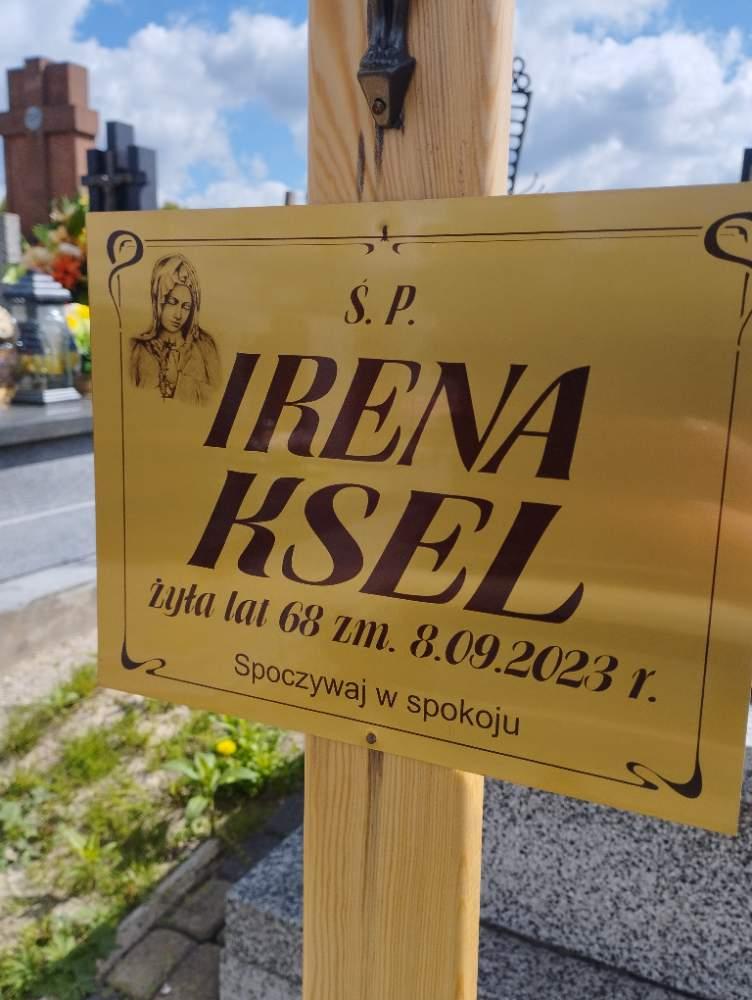 Ś. P.
IRENA
KSEL
żyła lat 68 zm. 8.09.2023 r.
Spoczywaj w spokoju